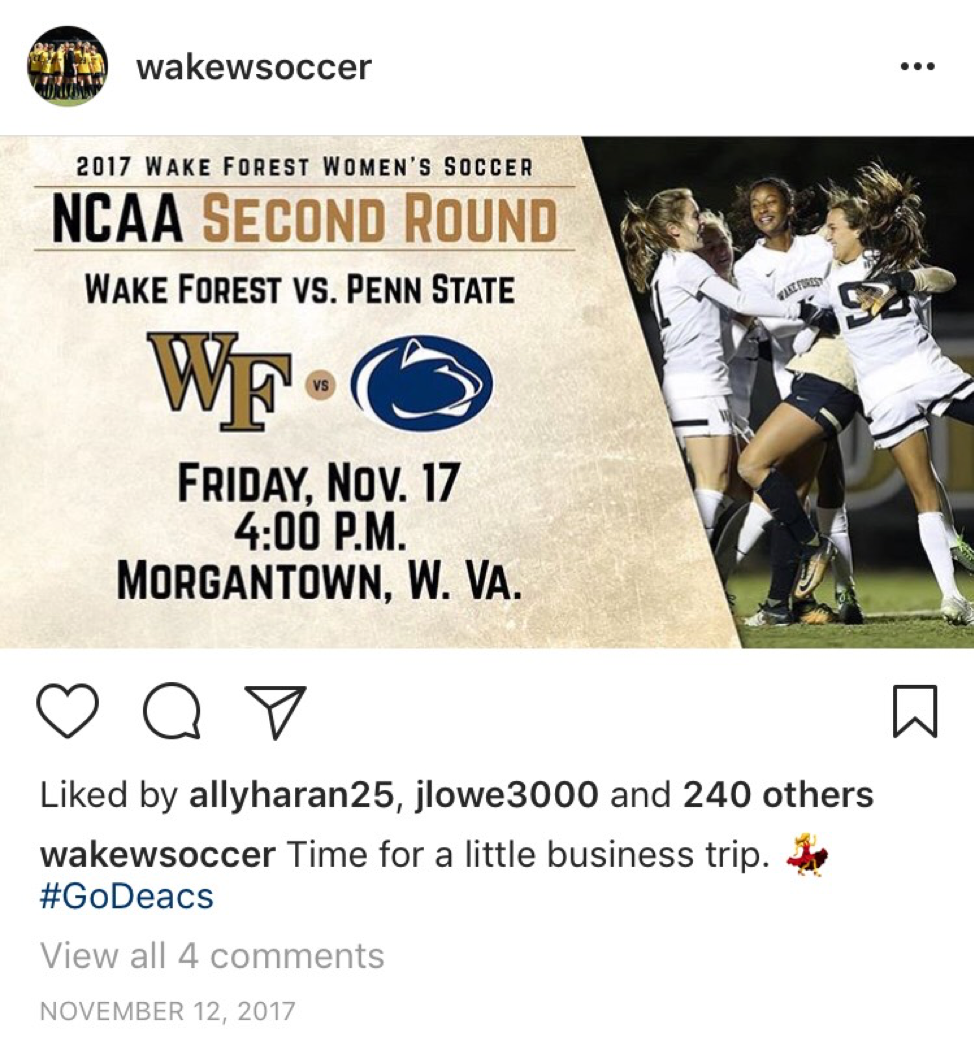 wakewsoccer
2017 WAKE FOREST WOMEN'S SOCCER
NCAA SECOND ROUND
WAKE FOREST VS. PENN STATE
WF VS
FRIDAY, NOV. 17
4:00 P.M.
MORGANTOWN, W. VA.
WAKE FOREST
Liked by allyharan25, jlowe3000 and 240 others
wakewsoccer Time for a little business trip. 💃
#GoDeacs
View all 4 comments
NOVEMBER 12, 2017